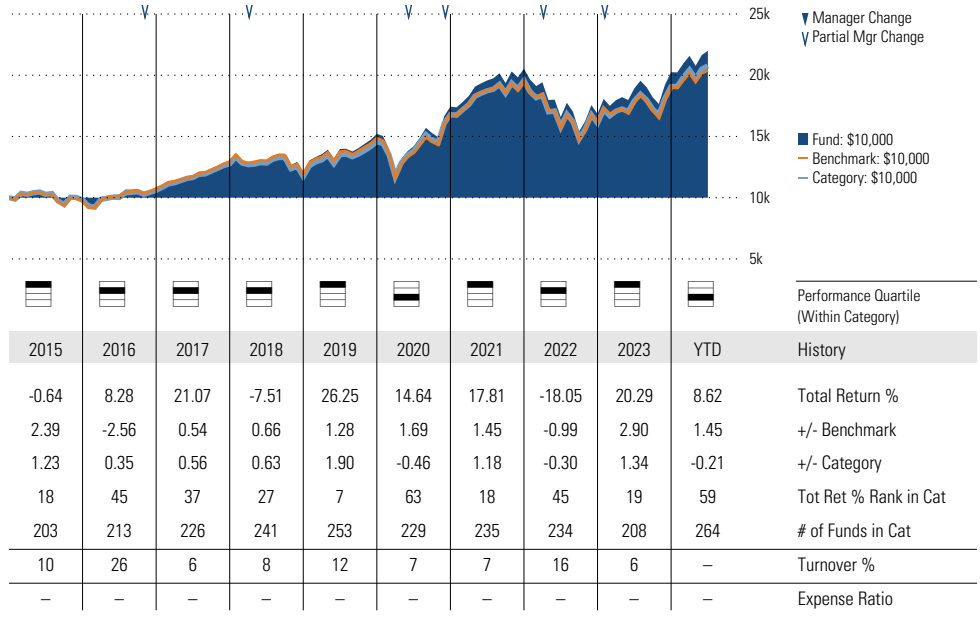 25k
Manager Change
Partial Mgr Change
20k
15k
Fund: $10,000
Benchmark: $10,000
Category: $10,000
10k
5k
Performance Quartile
(Within Category)
2015 2016 2017 2018 2019 2020 2021 2022 2023 YTD History
-0.64 8.28 21.07 -7.51 26.25 14.64 17.81 -18.05 20.29 8.62 Total Return %
2.39 -2.56 0.54 0.66 1.28 1.69 1.45 -0.99 2.90 1.45 +/- Benchmark
1.23 0.35 0.56 0.63 1.90 -0.46 1.18 -0.30 1.34 -0.21 +/- Category
18 45 37 27 7 63 18 45 19 59 Tot Ret % Rank in Cat
203 213 226 241 253 229 235 234 208 264 # of Funds in Cat
10 26 6 8 12 7 7 16 6 – Turnover %
– – – – – – – – – – Expense Ratio